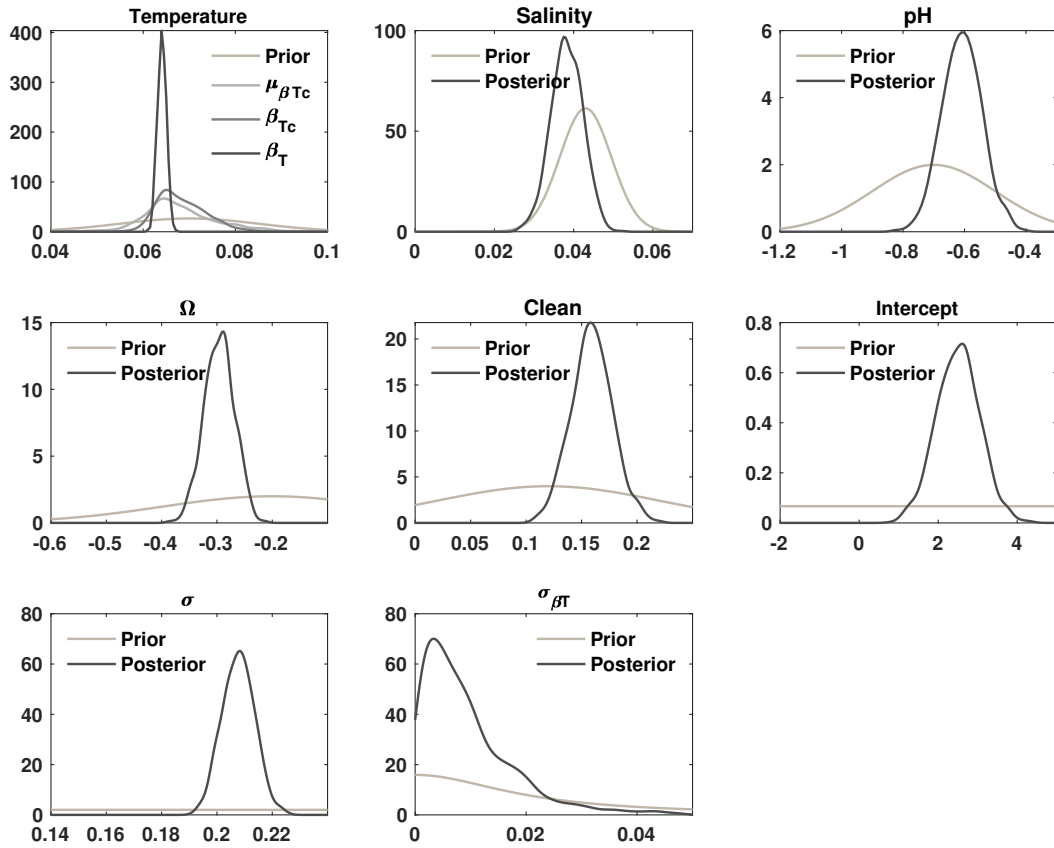 Temperature
400
300
200
100
0
0.04
0.06
0.08
0.1
Prior
μβTc
βTc
βT
Salinity
100
50
0
0
0.02
0.04
0.06
Prior
Posterior
pH
6
4
2
0
-1.2
-1
-0.8
-0.6
-0.4
Prior
Posterior
Ω
15
10
5
0
-0.6
-0.5
-0.4
-0.3
-0.2
Prior
Posterior
Clean
20
15
10
5
0
0
0.05
0.1
0.15
0.2
Prior
Posterior
Intercept
0.8
0.6
0.4
0.2
0
-2
0
2
4
Prior
Posterior
σ
80
60
40
20
0
0.14
0.16
0.18
0.2
0.22
Prior
Posterior
σβT
80
60
40
20
0
0
0.02
0.04
Prior
Posterior